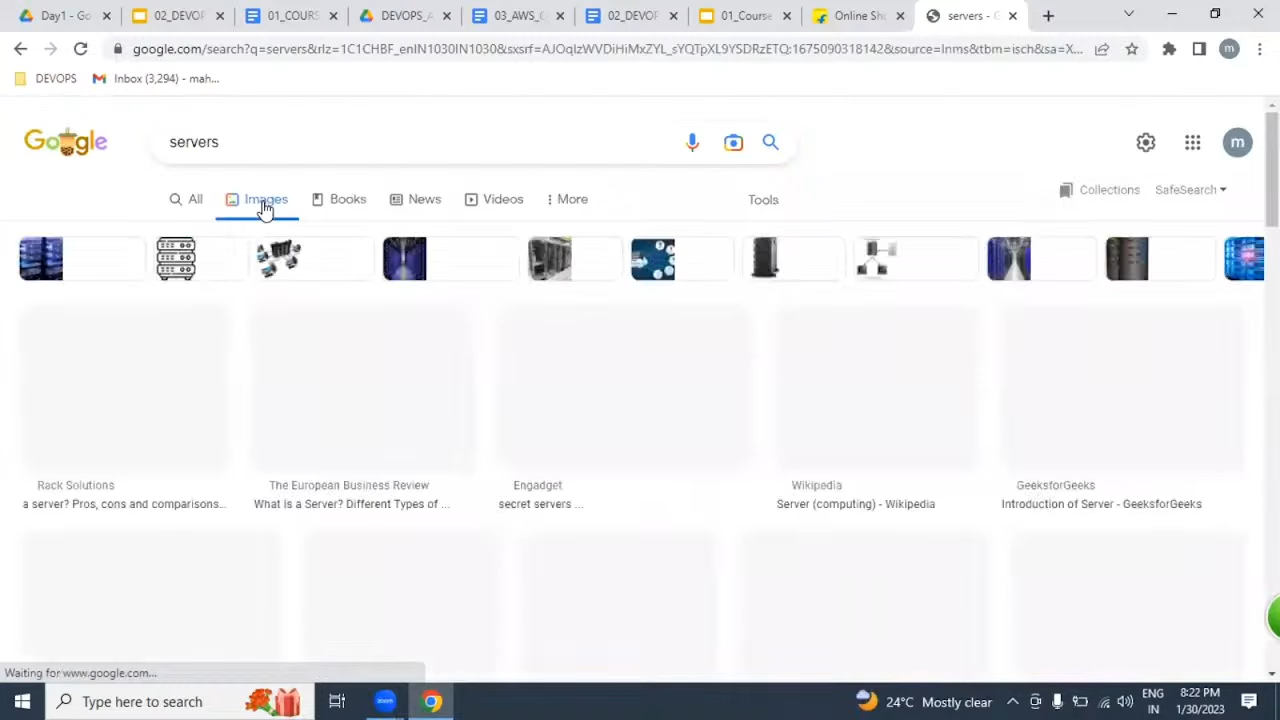 Day1 - Go
02_DEVOP
01_COURS
DEVOPS_A
03_AWS_C
02_DEVOP
01_Course
Online Sho
servers - G
google.com/search?q=servers&rlz=1C1CHBF_enIN1030IN1030&sxsrf=AJOqlzWVDiHiMxZYL_sYQTpXL9YSDRzETQ:1675090318142&source=lnms&tbm=isch&sa=X...
m
DEVOPS
Inbox (3,294) - mah...
Google
servers
m
All
Images
Books
News
Videos
More
Tools
Collections
SafeSearch
Rack Solutions
The European Business Review
Engadget
Wikipedia
GeeksforGeeks
a server? Pros, cons and comparisons...
What is a Server? Different Types of ...
secret servers ...
Server (computing) - Wikipedia
Introduction of Server - GeeksforGeeks
Waiting for www.google.com...
Type here to search
zoom
24°C Mostly clear
ENG
IN
8:22 PM
1/30/2023